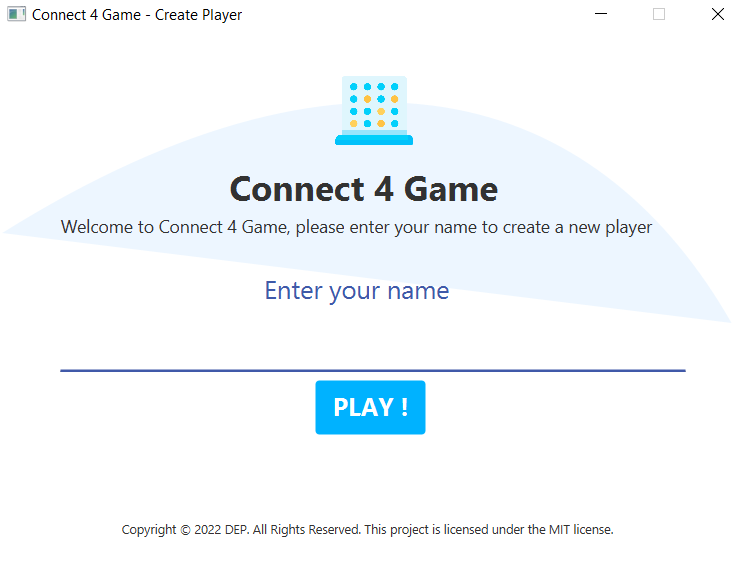 Connect 4 Game - Create Player
Connect 4 Game
Welcome to Connect 4 Game, please enter your name to create a new player
Enter your name
PLAY !
Copyright © 2022 DEP. All Rights Reserved. This project is licensed under the MIT license.